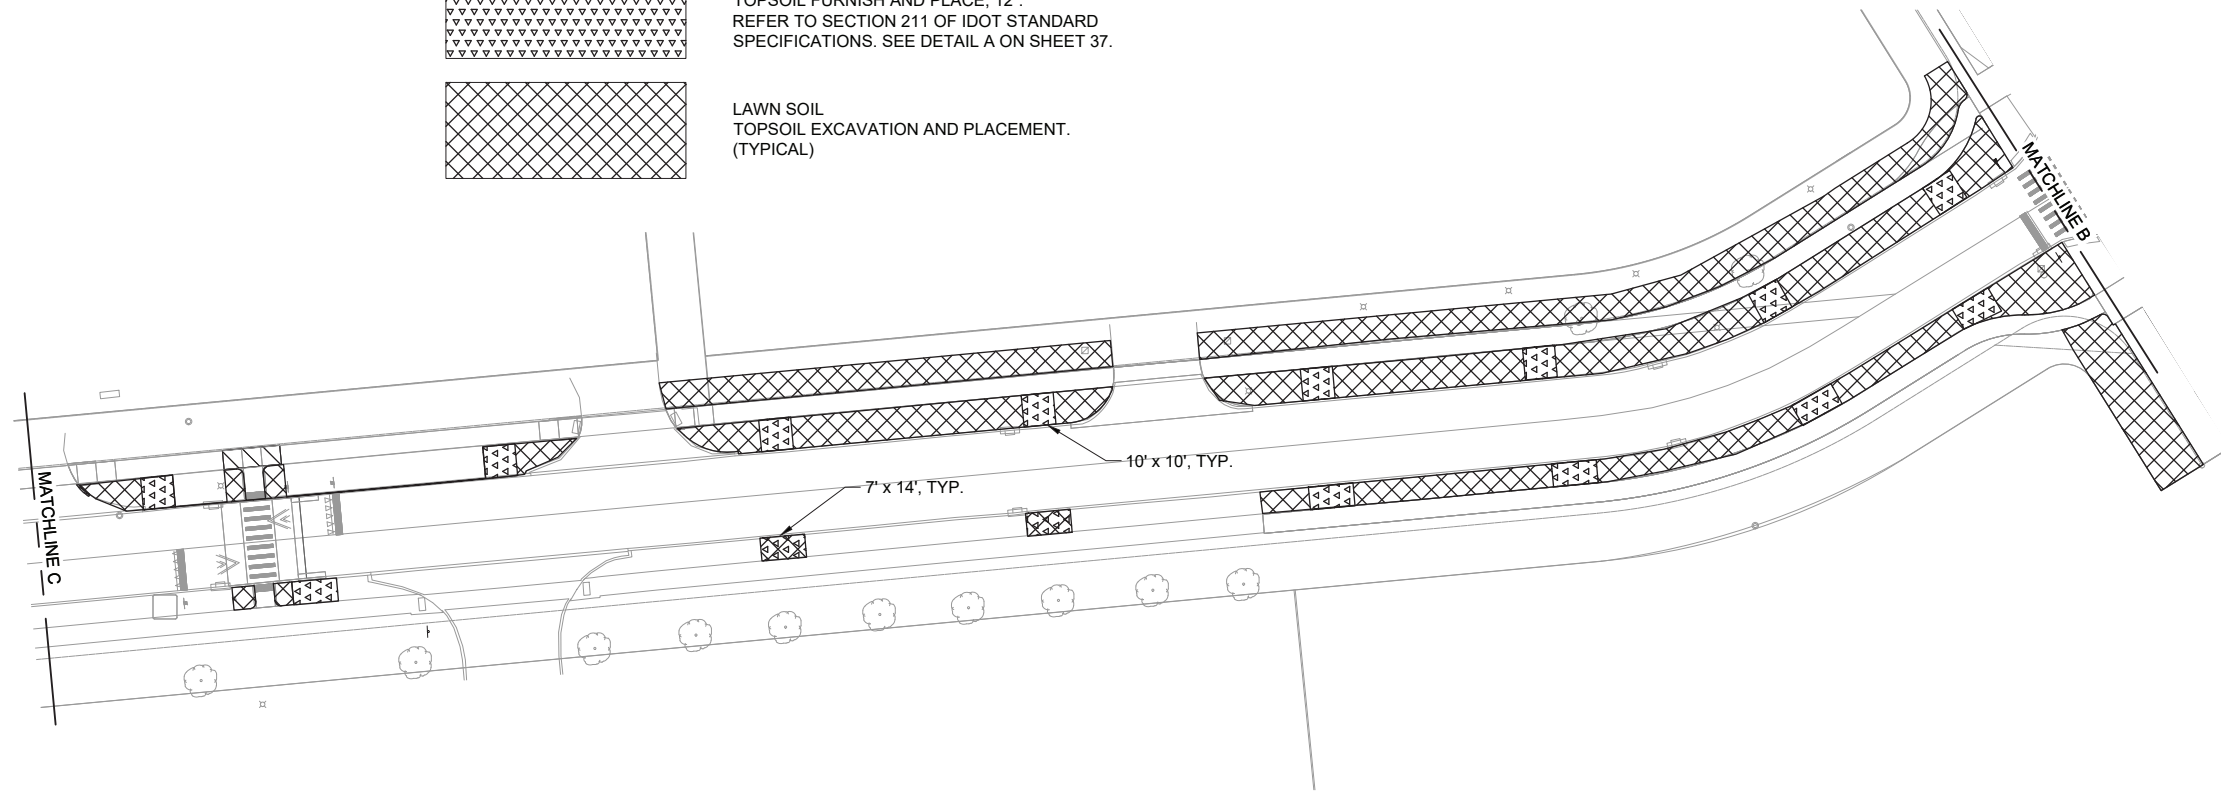 TOPSOIL FURNISH AND PLACE, 12".
REFER TO SECTION 211 OF IDOT STANDARD
SPECIFICATIONS. SEE DETAIL A ON SHEET 37.
LAWN SOIL
TOPSOIL EXCAVATION AND PLACEMENT.
(TYPICAL)
MATCHLINE B
10' x 10', TYP.
7' x 14', TYP.
MATCHLINE C